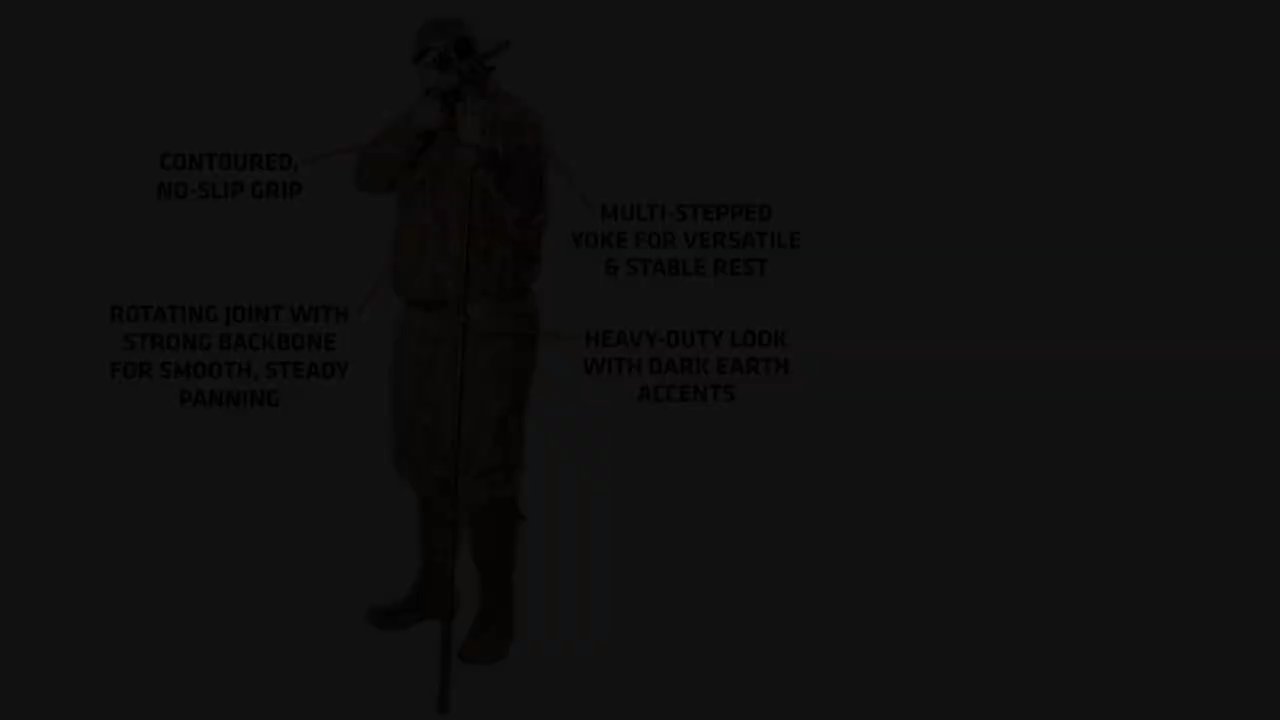 CONTOURED,
NO-SLIP GRIP
MULTI-STEPPED
YOKE FOR VERSATILE
& STABLE REST
ROTATING JOINT WITH
STRONG BACKBONE
FOR SMOOTH, STEADY
PANNING
HEAVY-DUTY LOOK
WITH DARK EARTH
ACCENTS